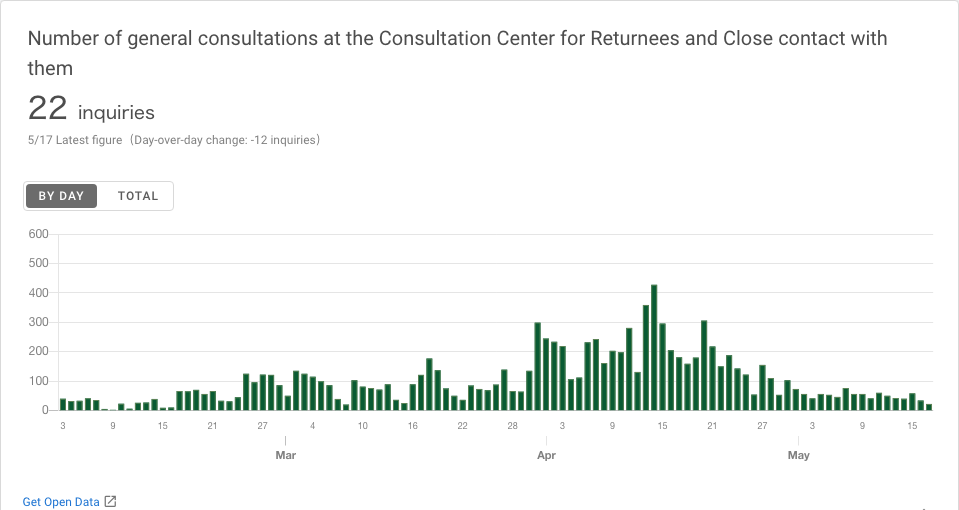 Number of general consultations at the Consultation Center for Returnees and Close contact with
them
22 inquiries
5/17 Latest figure（Day-over-day change: -12 inquiries）
BY DAY TOTAL
600
500
400
300
200
100
0
3 9 15 21 27 4 10 16 22 28 3 9 15 21 27 3 9 15
Mar Apr May
Get Open Data